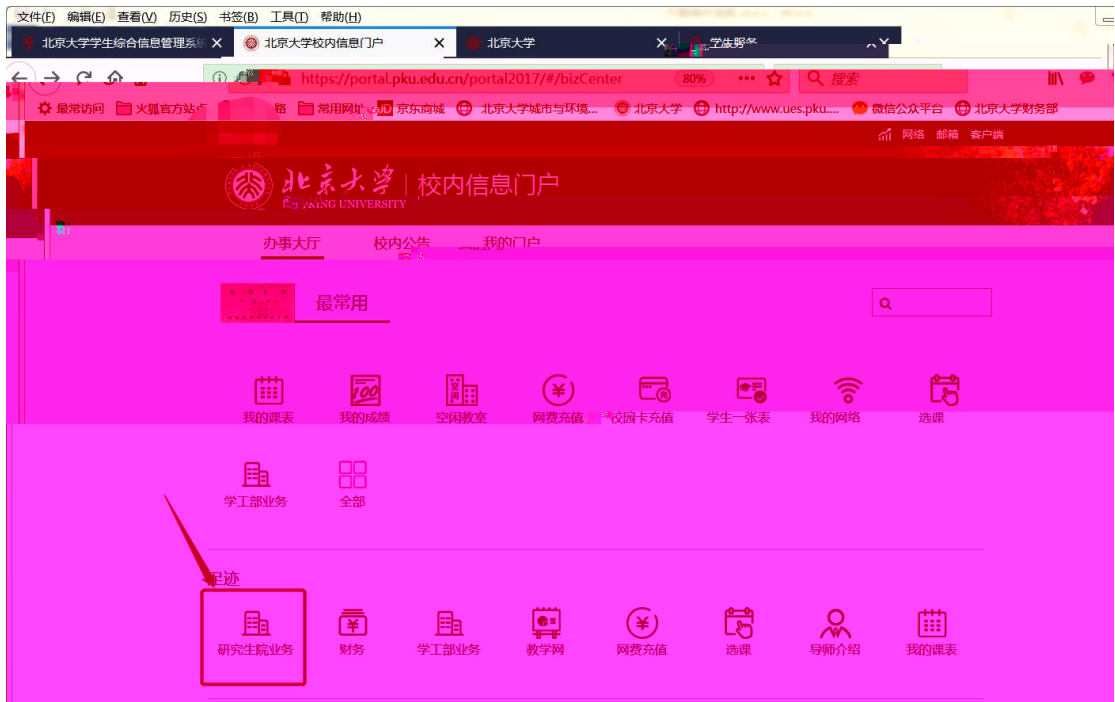 文件(F) 编辑(E) 查看(V) 历史(S) 书签(B) 工具(T) 帮助(H)
北京大学学生综合信息管理系统 × 北京大学校内信息门户 × 北京大学 ×
https://portal.pku.edu.cn/portal2017/#/bizCenter 80% ··· 搜索
最常访问 火狐官方站点 常用网址 JD 京东商城 北京大学城市与环境... 北京大学 http://www.ues.pku.... 微信公众平台 北京大学财务部
网络 邮箱 客户端
北京大学 校内信息门户
PEKING UNIVERSITY
办事大厅 校内公告 我的门户
最常用
100 空闲
我的课表 我的成绩 空闲教室 网费充值 校园卡充值 学生一张表 我的网络 选课
学工部业务 全部
足迹
研究生院业务 财务 学工部业务 教学网 网费充值 选课 导师介绍 我的课表